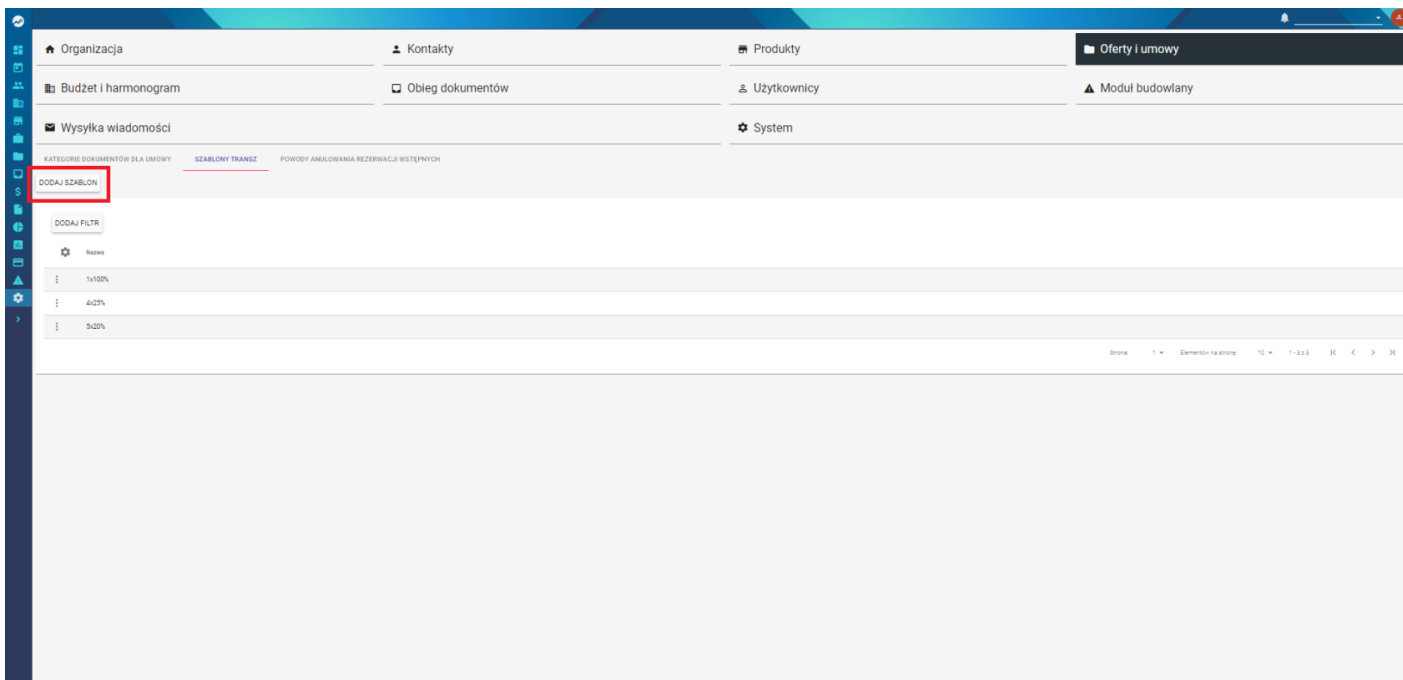 Organizacja
Kontakty
Produkty
Oferty i umowy
Budżet i harmonogram
Obieg dokumentów
Użytkownicy
Moduł budowlany
Wysyłka wiadomości
System
KATEGORIE DOKUMENTÓW DLA UMOWY
SZABLONY TRANSZ
POWODY ANULOWANIA REZERWACJI WSTĘPNYCH
DODAJ SZABLON
DODAJ FILTR
Nazwa
1x100%
4x25%
5x20%
Strona: 1 Elementów na stronę: 10 1 - 3 z 3